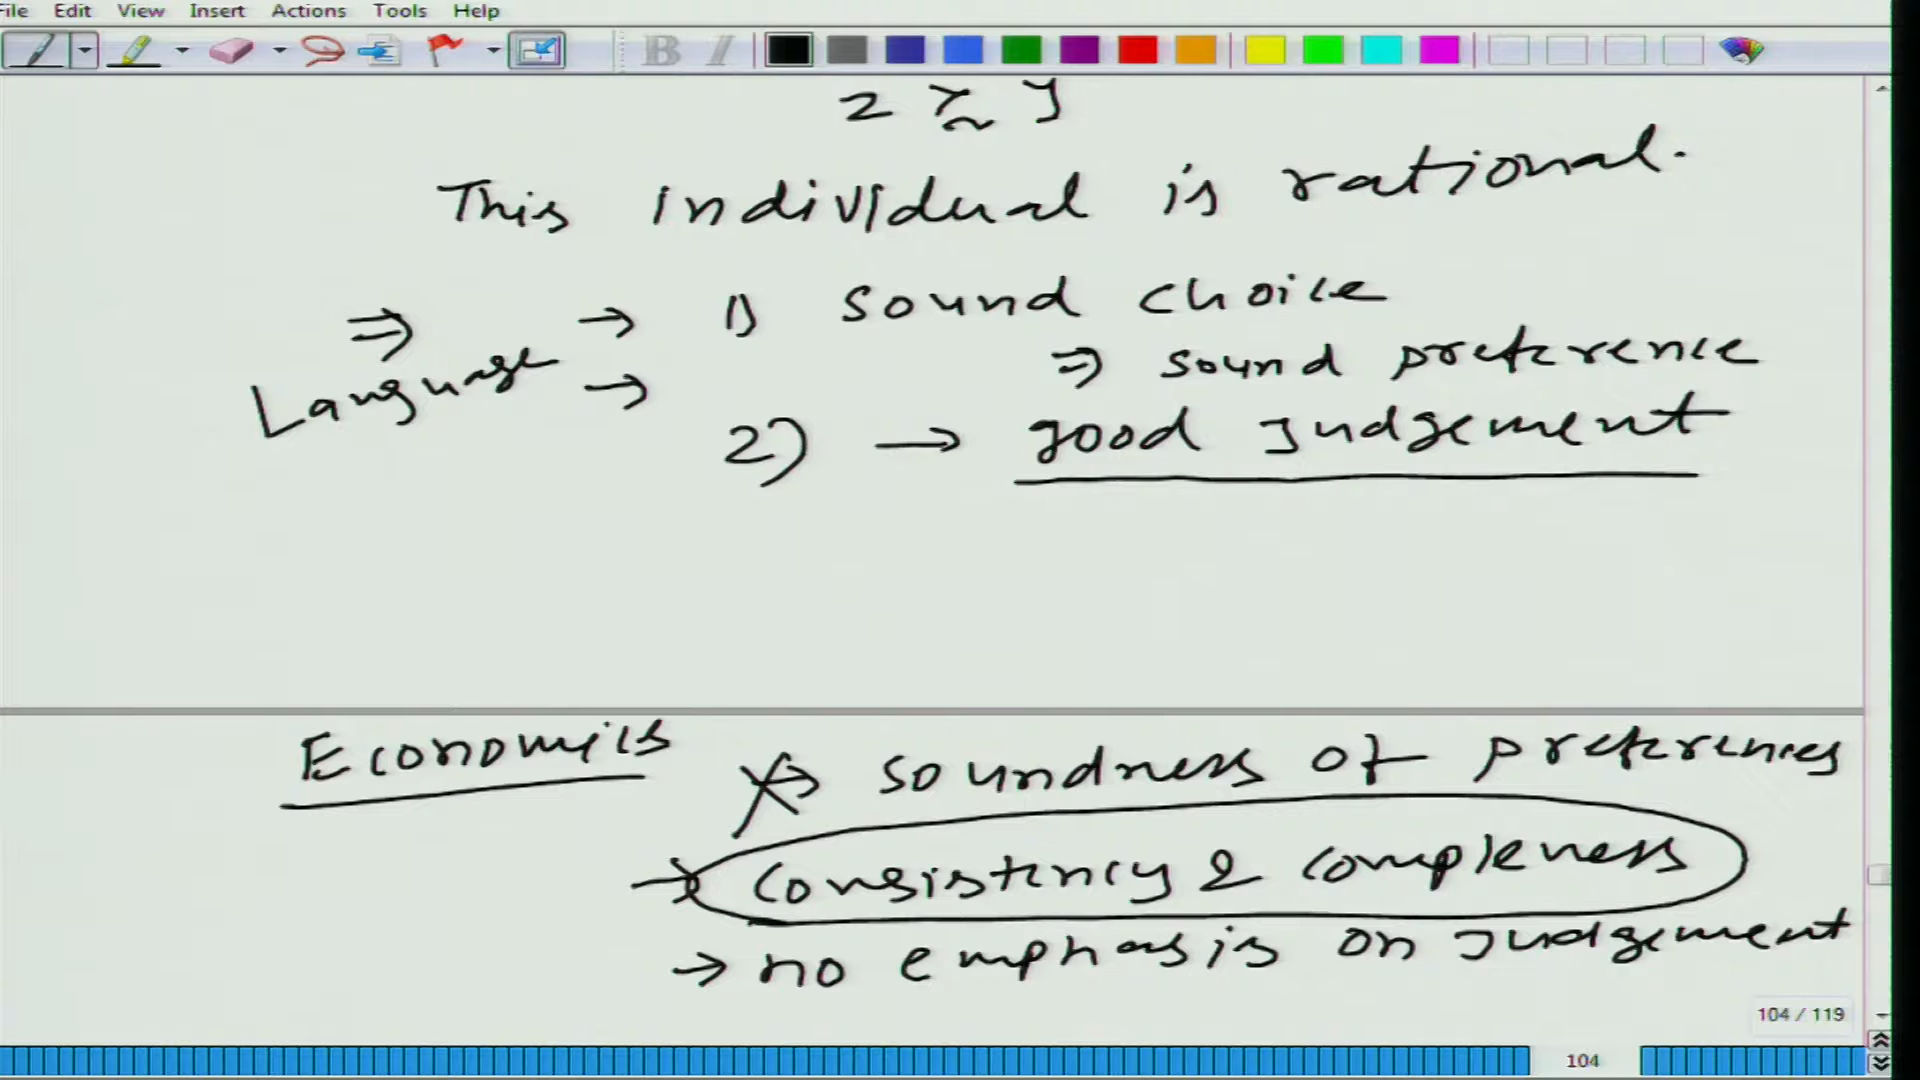 File Edit View Insert Actions Tools Help
B I
z ≿ y
This individual is rational.
⇒ Language → 1) sound choice
⇒ sound preference
→ 2) → good judgement
Economics → soundness of preferences
→ consistency & compleness
→ no emphasis on judgement
104 / 119
104